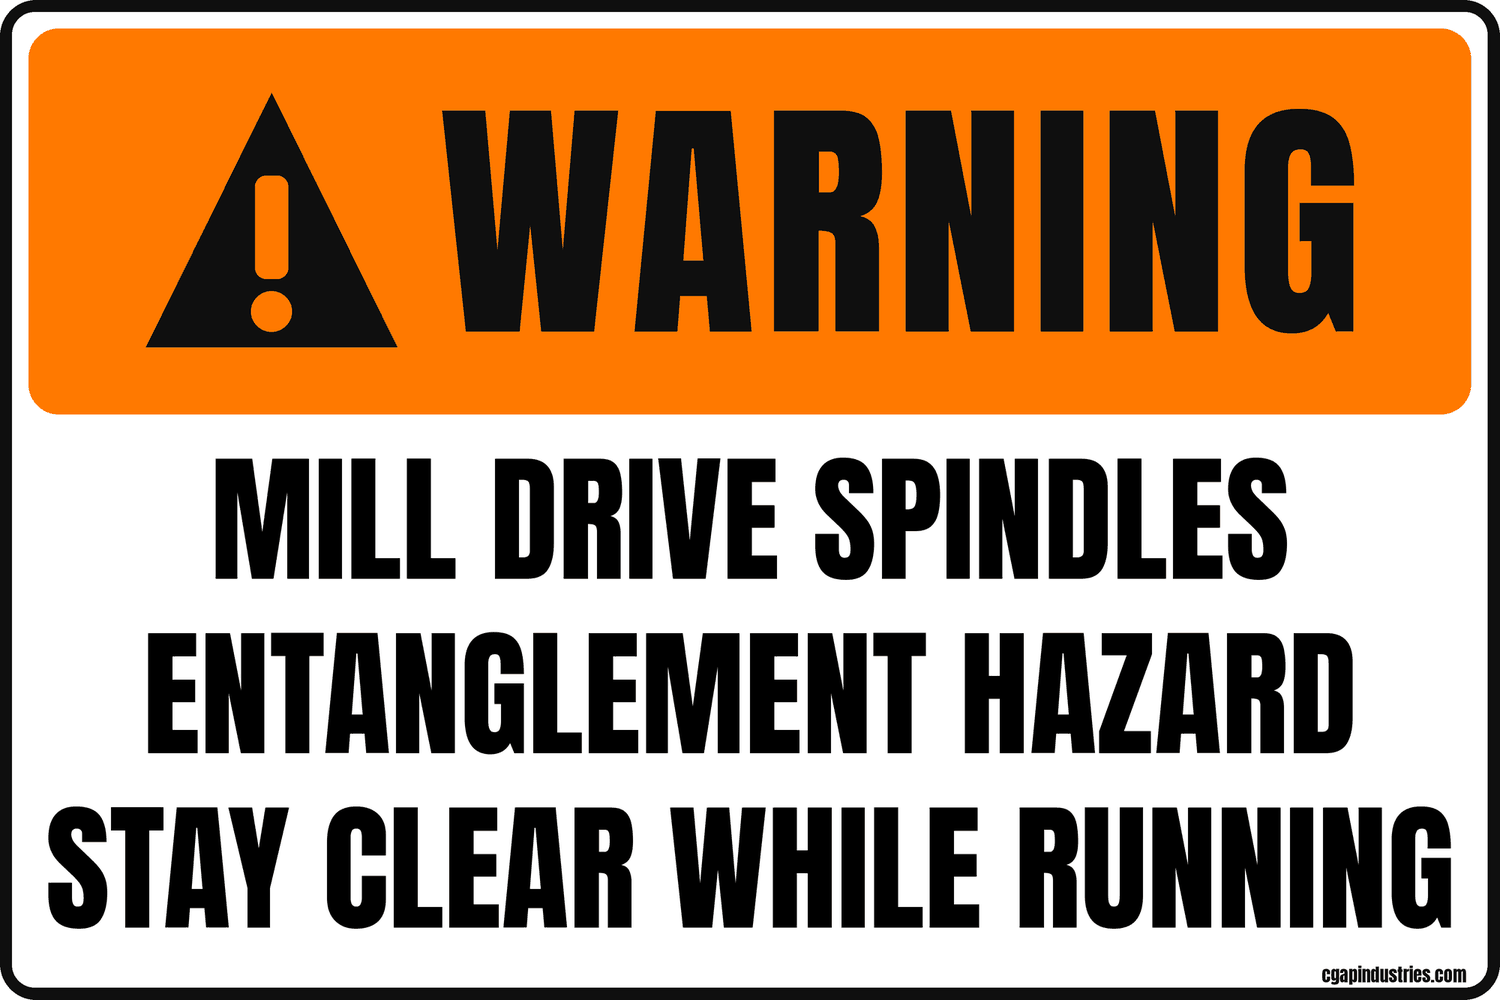 WARNING
MILL DRIVE SPINDLES
ENTANGLEMENT HAZARD
STAY CLEAR WHILE RUNNING
cgapindustries.com